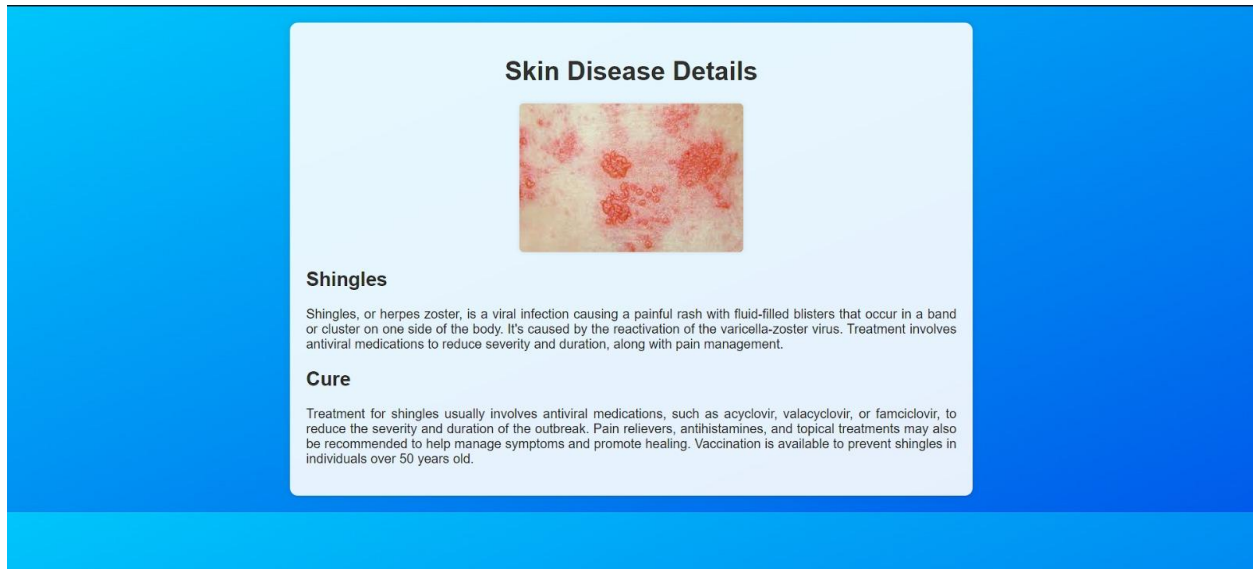 Skin Disease Details
Shingles
Shingles, or herpes zoster, is a viral infection causing a painful rash with fluid-filled blisters that occur in a band
or cluster on one side of the body. It's caused by the reactivation of the varicella-zoster virus. Treatment involves
antiviral medications to reduce severity and duration, along with pain management.
Cure
Treatment for shingles usually involves antiviral medications, such as acyclovir, valacyclovir, or famciclovir, to
reduce the severity and duration of the outbreak. Pain relievers, antihistamines, and topical treatments may also
be recommended to help manage symptoms and promote healing. Vaccination is available to prevent shingles in
individuals over 50 years old.